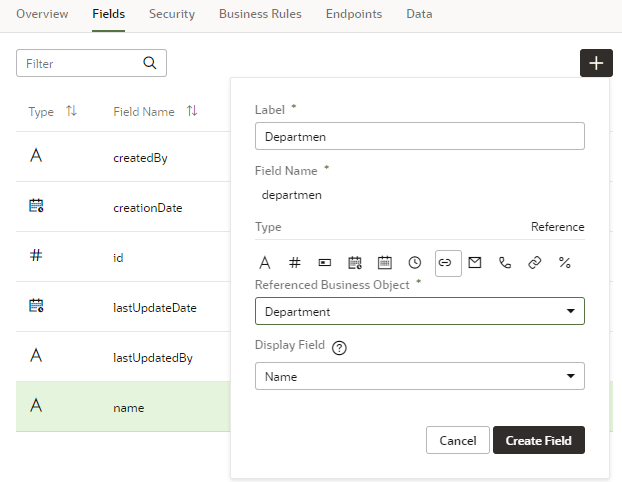 Overview Fields Security Business Rules Endpoints Data
Filter
Type Field Name
createdBy
creationDate
id
lastUpdateDate
lastUpdatedBy
name
Label *
Departmen
Field Name *
departmen
Type Reference
Referenced Business Object *
Department
Display Field ?
Name
Cancel Create Field